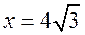 x = 4√3